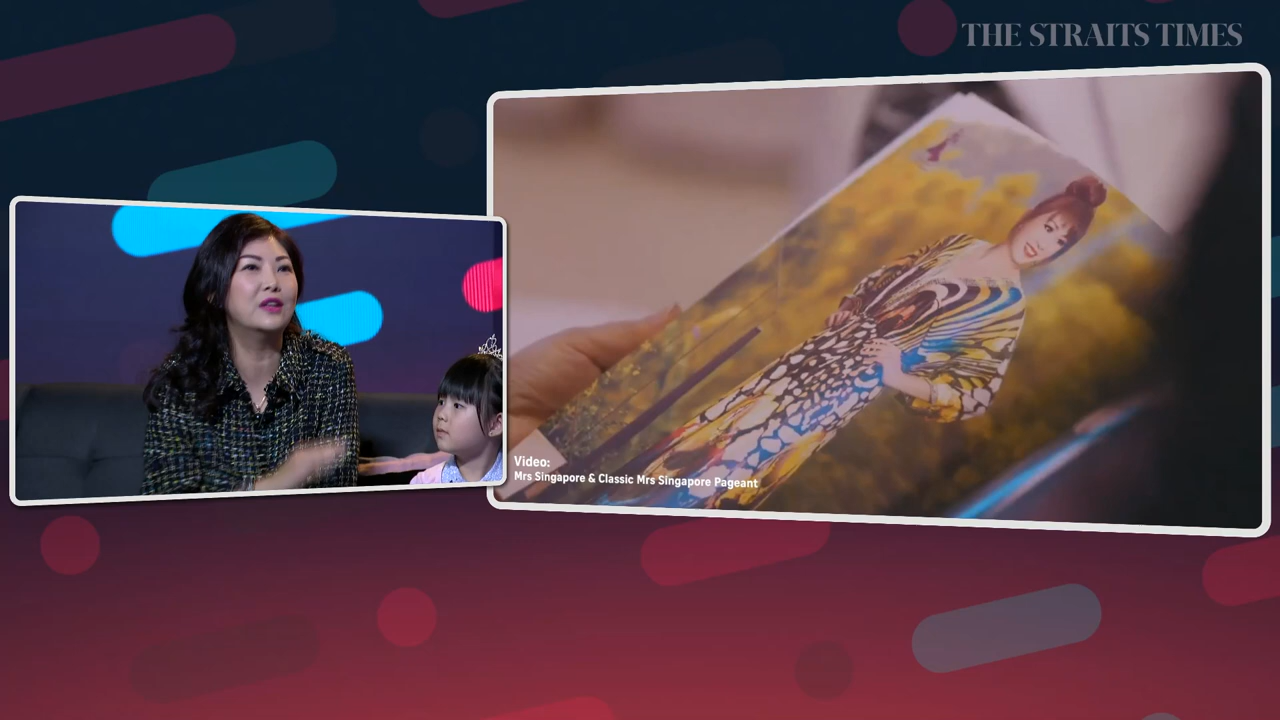 THE STRAITS TIMES
Video:
Mrs Singapore & Classic Mrs Singapore Pageant